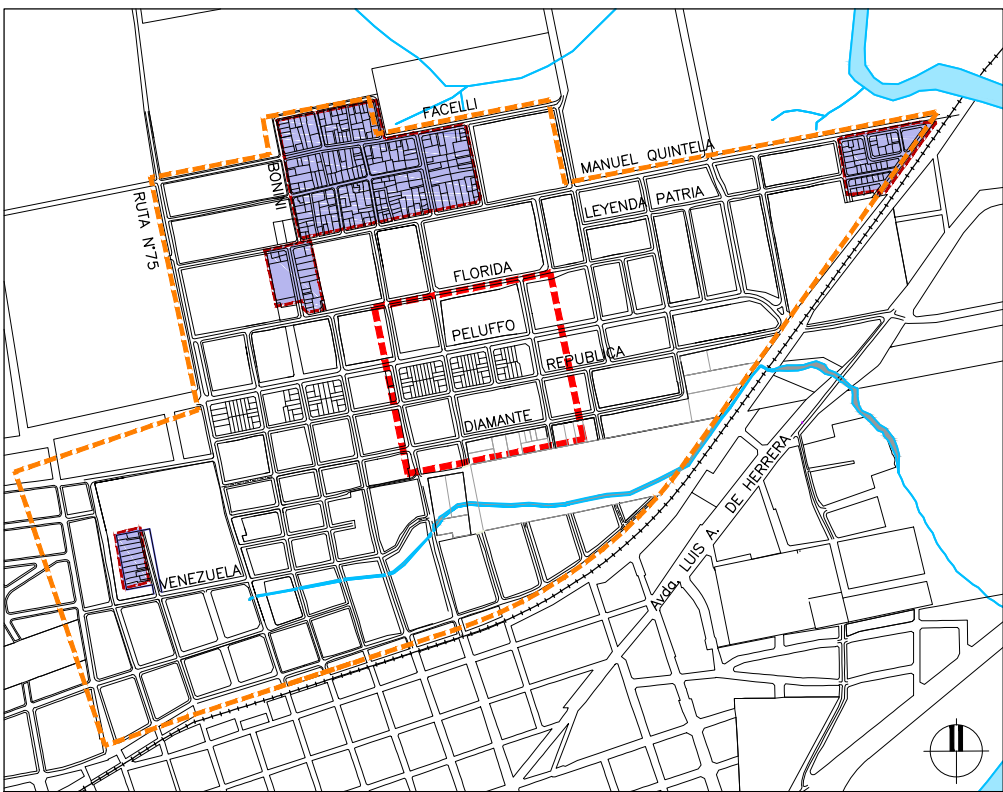 FACELLI
MANUEL QUINTELA
BONINI
RUTA N°75
LEYENDA PATRIA
FLORIDA
PELUFFO
REPUBLICA
DIAMANTE
Avda. LUIS A. DE HERRERA
VENEZUELA